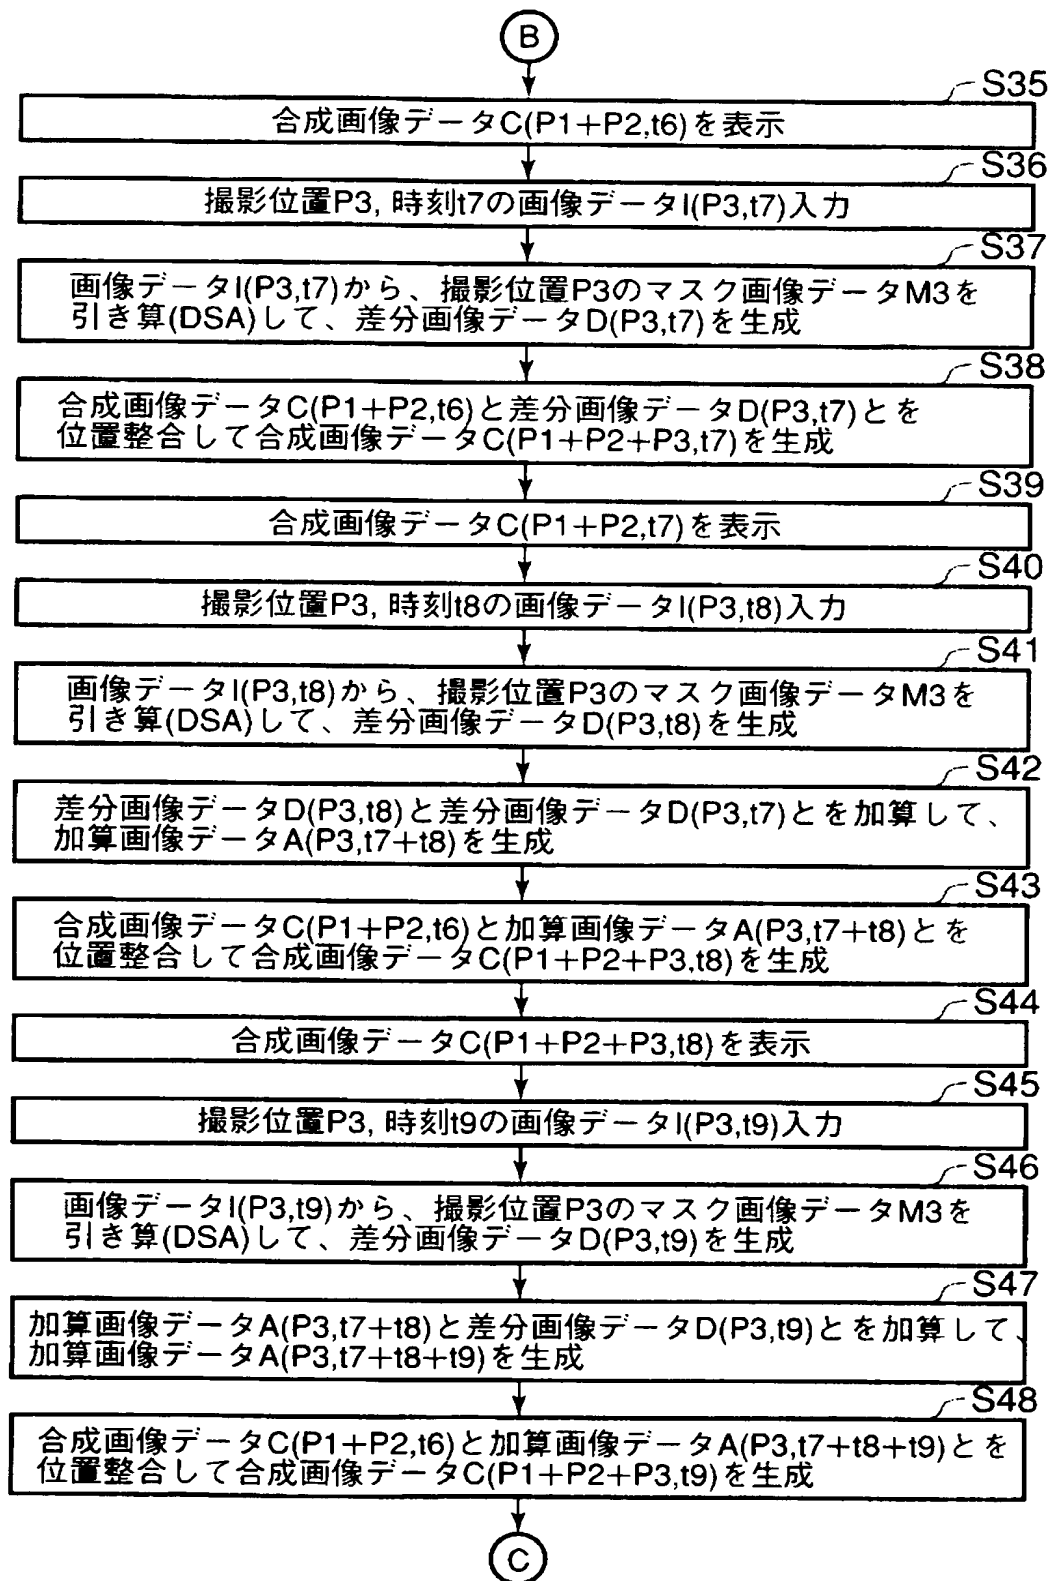 B
S35
合成画像データC(P1+P2,t6)を表示
S36
撮影位置P3, 時刻t7の画像データI(P3,t7)入力
S37
画像データI(P3,t7)から、撮影位置P3のマスク画像データM3を
引き算(DSA)して、差分画像データD(P3,t7)を生成
S38
合成画像データC(P1+P2,t6)と差分画像データD(P3,t7)とを
位置整合して合成画像データC(P1+P2+P3,t7)を生成
S39
合成画像データC(P1+P2,t7)を表示
S40
撮影位置P3, 時刻t8の画像データI(P3,t8)入力
S41
画像データI(P3,t8)から、撮影位置P3のマスク画像データM3を
引き算(DSA)して、差分画像データD(P3,t8)を生成
S42
差分画像データD(P3,t8)と差分画像データD(P3,t7)とを加算して、
加算画像データA(P3,t7+t8)を生成
S43
合成画像データC(P1+P2,t6)と加算画像データA(P3,t7+t8)とを
位置整合して合成画像データC(P1+P2+P3,t8)を生成
S44
合成画像データC(P1+P2+P3,t8)を表示
S45
撮影位置P3, 時刻t9の画像データI(P3,t9)入力
S46
画像データI(P3,t9)から、撮影位置P3のマスク画像データM3を
引き算(DSA)して、差分画像データD(P3,t9)を生成
S47
加算画像データA(P3,t7+t8)と差分画像データD(P3,t9)とを加算して、
加算画像データA(P3,t7+t8+t9)を生成
S48
合成画像データC(P1+P2,t6)と加算画像データA(P3,t7+t8+t9)とを
位置整合して合成画像データC(P1+P2+P3,t9)を生成
C